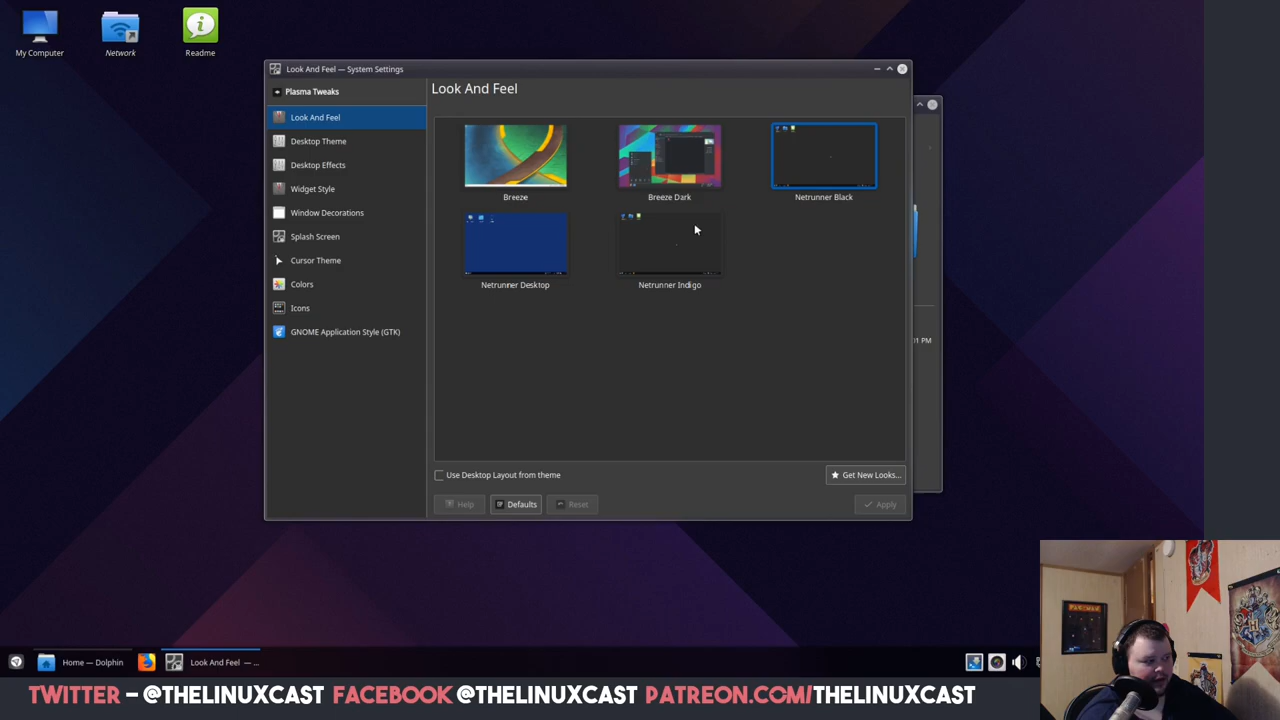 My Computer
Network
Readme
Look And Feel — System Settings
Plasma Tweaks
Look And Feel
Desktop Theme
Desktop Effects
Widget Style
Window Decorations
Splash Screen
Cursor Theme
Colors
Icons
GNOME Application Style (GTK)
Look And Feel
Breeze
Breeze Dark
Netrunner Black
Netrunner Desktop
Netrunner Indigo
Use Desktop Layout from theme
Get New Looks...
Help
Defaults
Reset
Apply
PM
Home — Dolphin
Look And Feel — ...
PACMAN
TWITTER – @THELINUXCAST FACEBOOK @THELINUXCAST PATREON.COM/THELINUXCAST